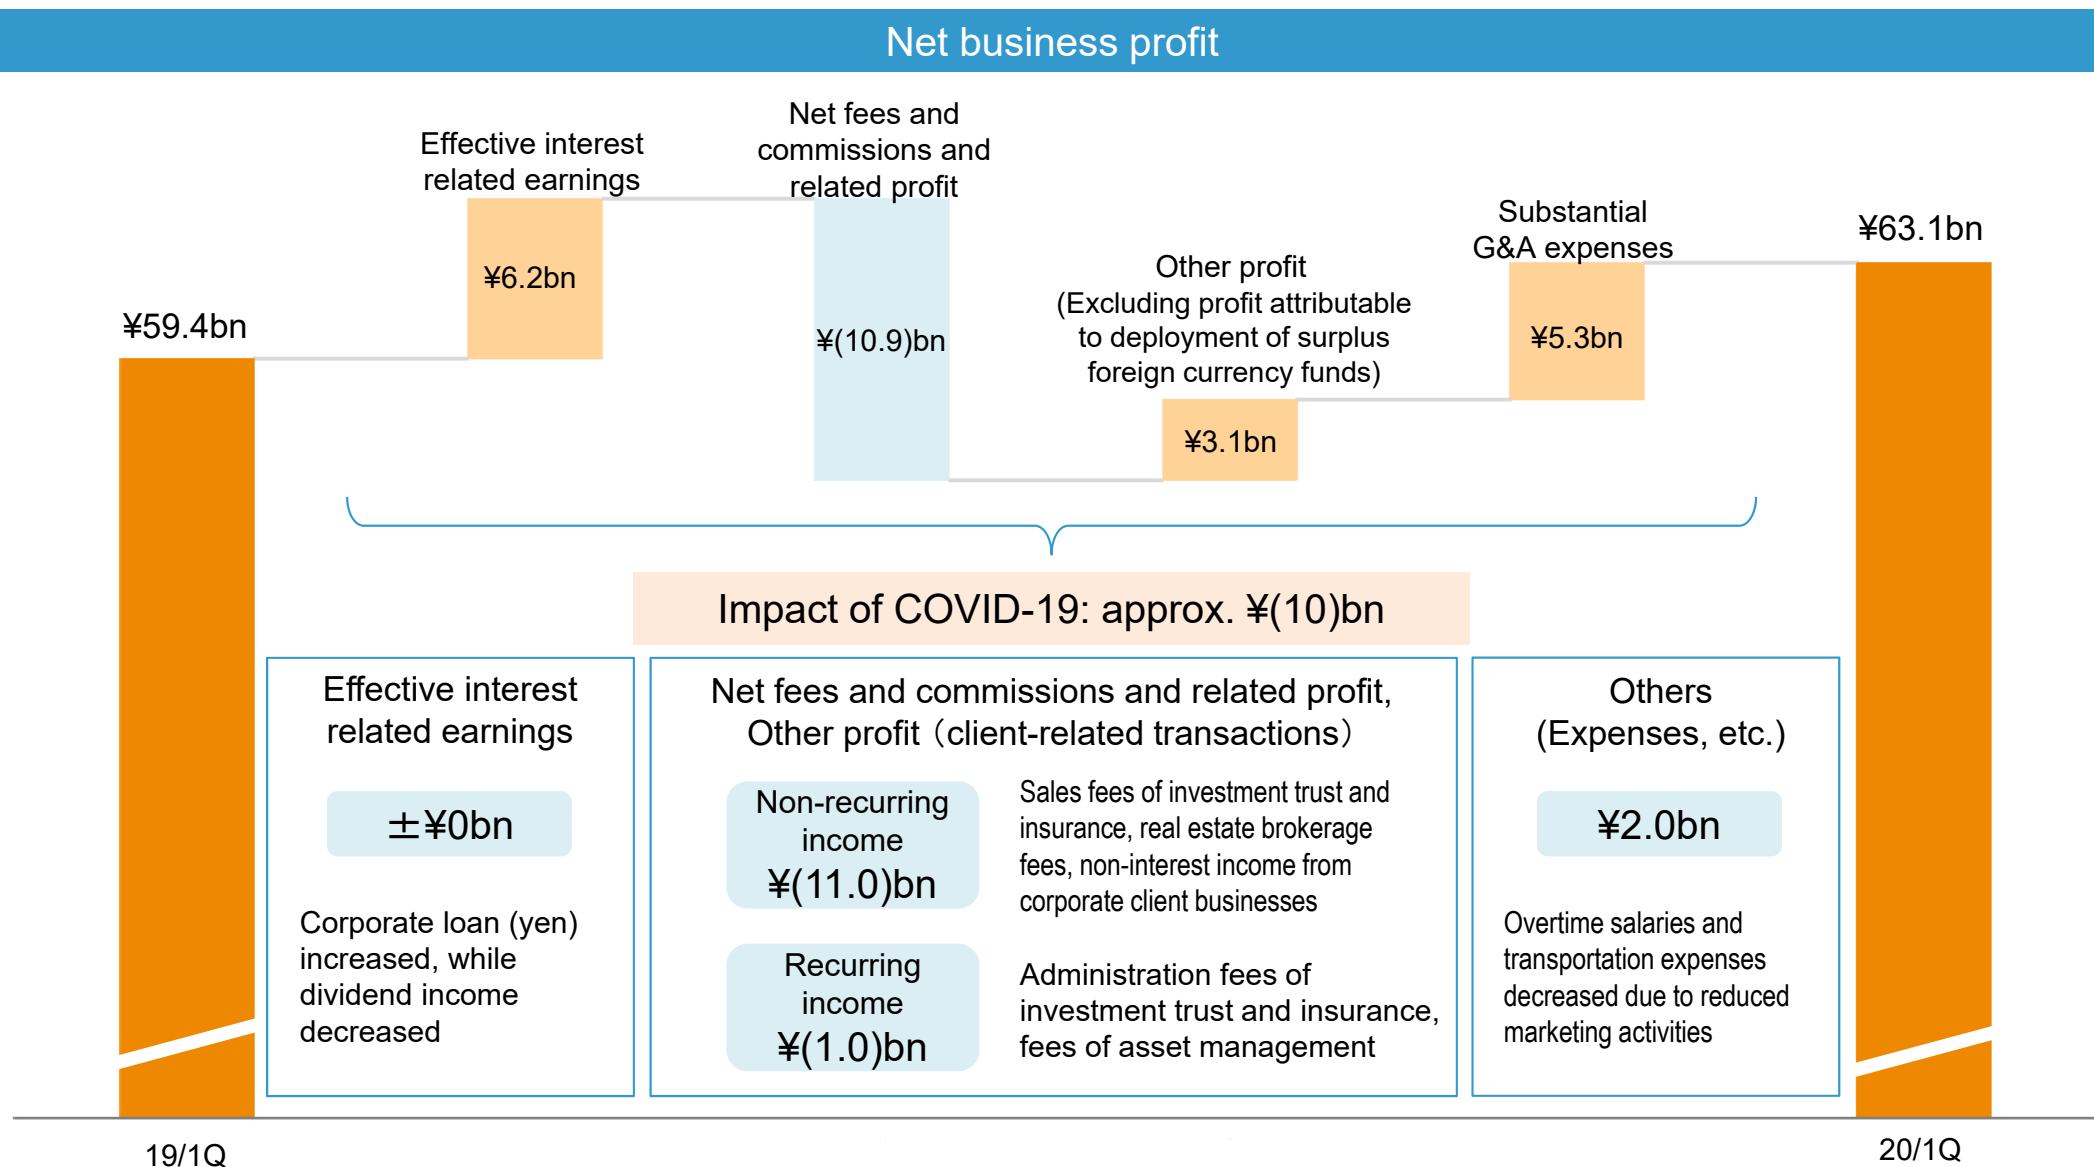 Net business profit
Effective interest
related earnings
Net fees and
commissions and
related profit
Substantial
G&A expenses
¥63.1bn
Other profit
(Excluding profit attributable
to deployment of surplus
foreign currency funds)
¥59.4bn
¥6.2bn
¥(10.9)bn
¥3.1bn
¥5.3bn
Impact of COVID-19: approx. ¥(10)bn
Effective interest
related earnings
±¥0bn
Corporate loan (yen)
increased, while
dividend income
decreased
Net fees and commissions and related profit,
Other profit（client-related transactions）
Non-recurring
income
¥(11.0)bn
Sales fees of investment trust and
insurance, real estate brokerage
fees, non-interest income from
corporate client businesses
Recurring
income
¥(1.0)bn
Administration fees of
investment trust and insurance,
fees of asset management
Others
(Expenses, etc.)
¥2.0bn
Overtime salaries and
transportation expenses
decreased due to reduced
marketing activities
19/1Q
20/1Q